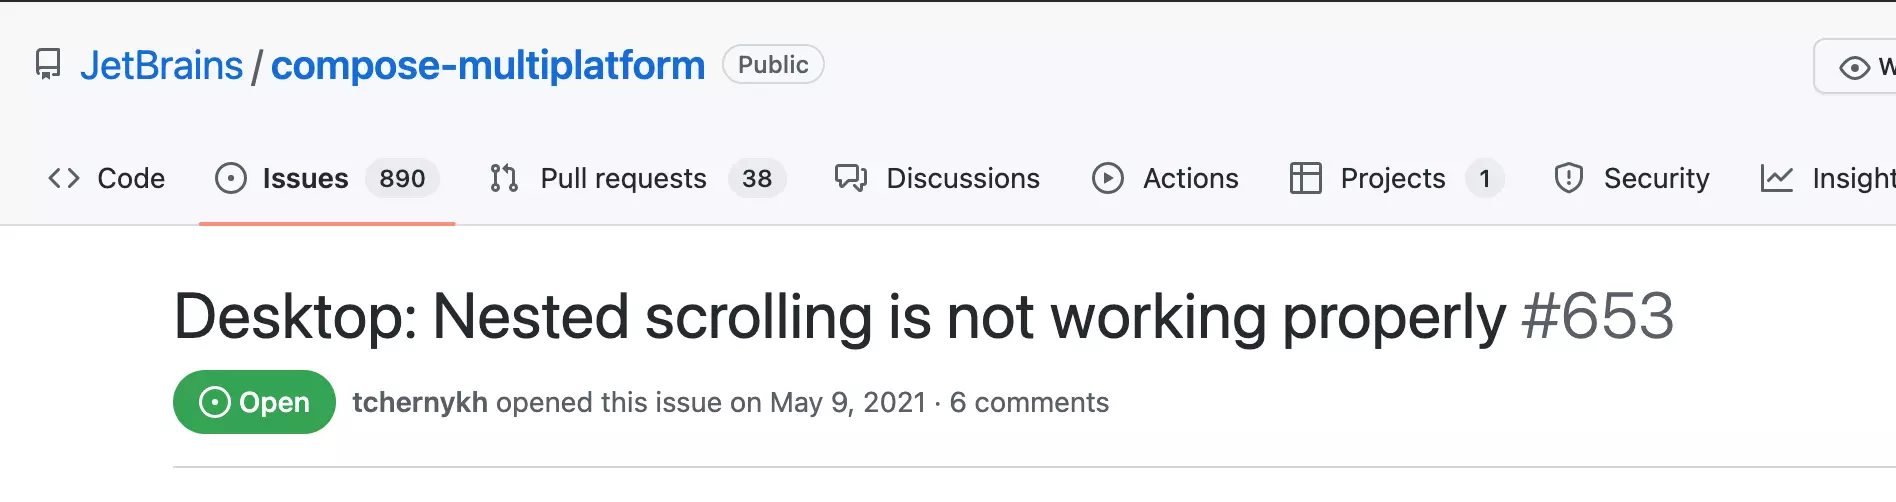 JetBrains / compose-multiplatform Public W
Code Issues 890 Pull requests 38 Discussions Actions Projects 1 Security Insight
Desktop: Nested scrolling is not working properly #653
Open tchernykh opened this issue on May 9, 2021 · 6 comments